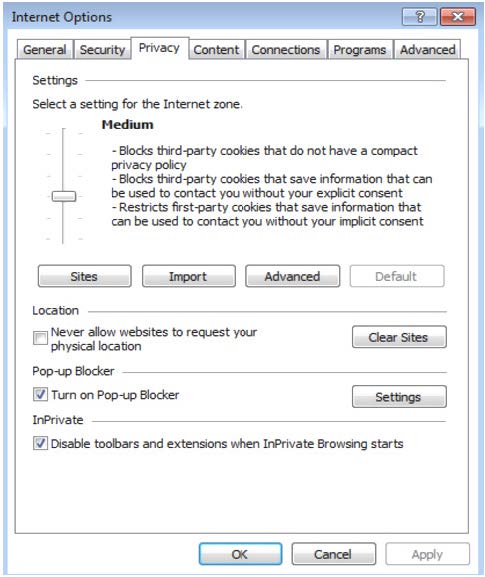 Internet Options
?
General Security Privacy Content Connections Programs Advanced
Settings
Select a setting for the Internet zone.
Medium
- Blocks third-party cookies that do not have a compact
privacy policy
- Blocks third-party cookies that save information that can
be used to contact you without your explicit consent
- Restricts first-party cookies that save information that
can be used to contact you without your implicit consent
Sites Import Advanced Default
Location
Never allow websites to request your
physical location
Clear Sites
Pop-up Blocker
Turn on Pop-up Blocker
Settings
InPrivate
Disable toolbars and extensions when InPrivate Browsing starts
OK Cancel Apply